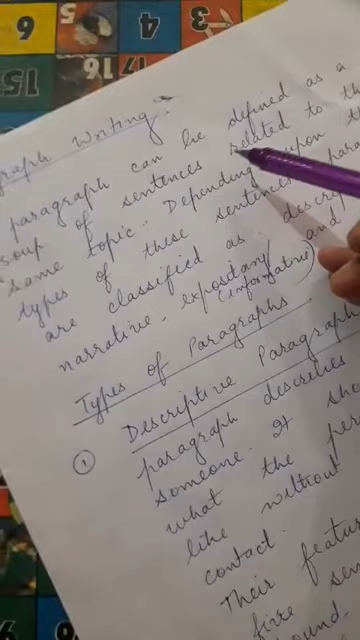 6
5
3
4
15
16
17
graph Writing :-
paragraph can be defined as a
group of sentences related to the
same topic. Depending upon the
types of these sentences para
are classified as descrip
narrative, expository and
(informative)
Types of Paragraphs
① Descriptive Paragraph
paragraph describes
someone. It sho
what the per
like without
contact.
Their featu
five sen
ound.